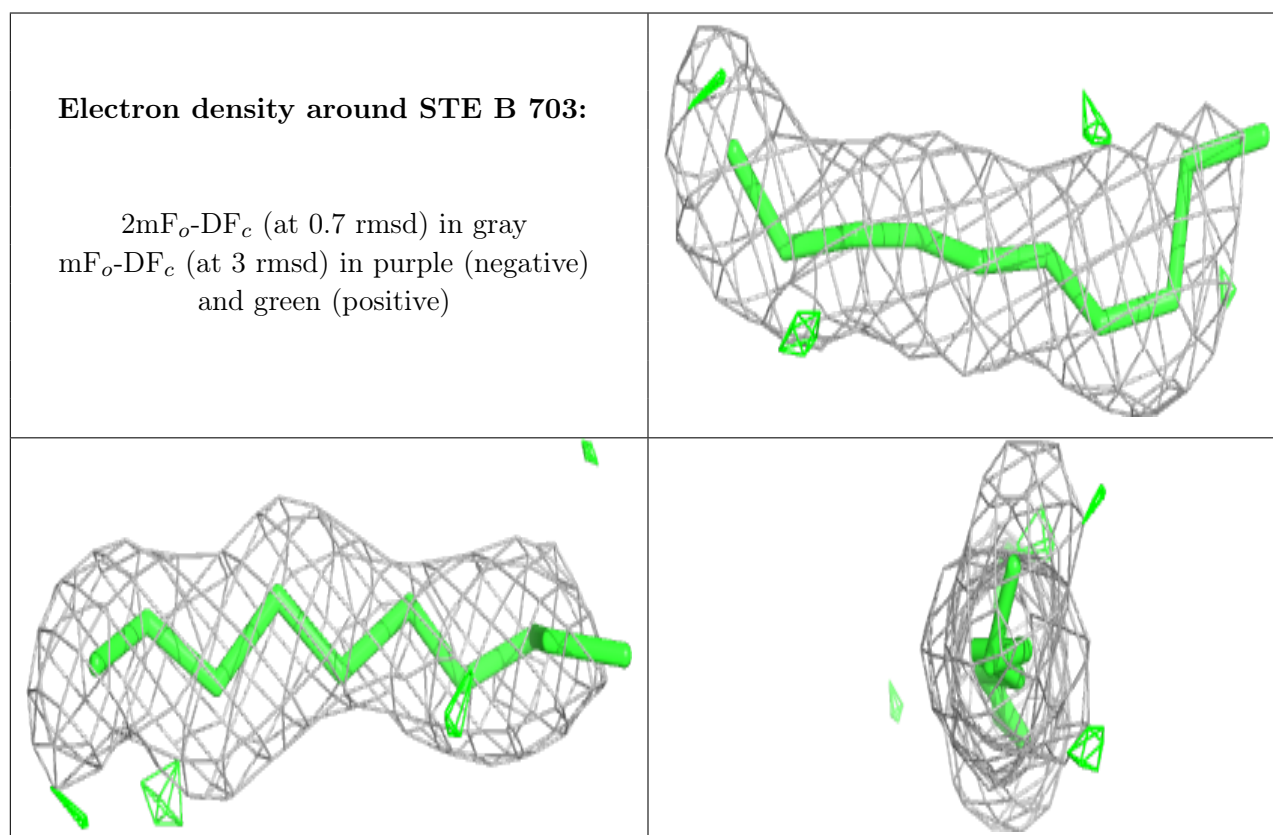 Electron density around STE B 703:
2mFo-DFc (at 0.7 rmsd) in gray
mFo-DFc (at 3 rmsd) in purple (negative)
and green (positive)